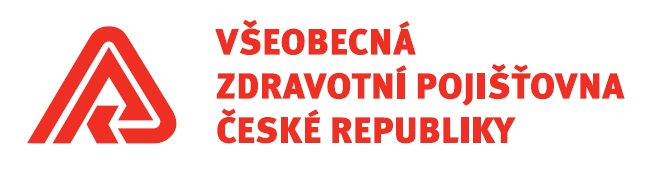 VŠEOBECNÁ
ZDRAVOTNÍ POJIŠŤOVNA
ČESKÉ REPUBLIKY